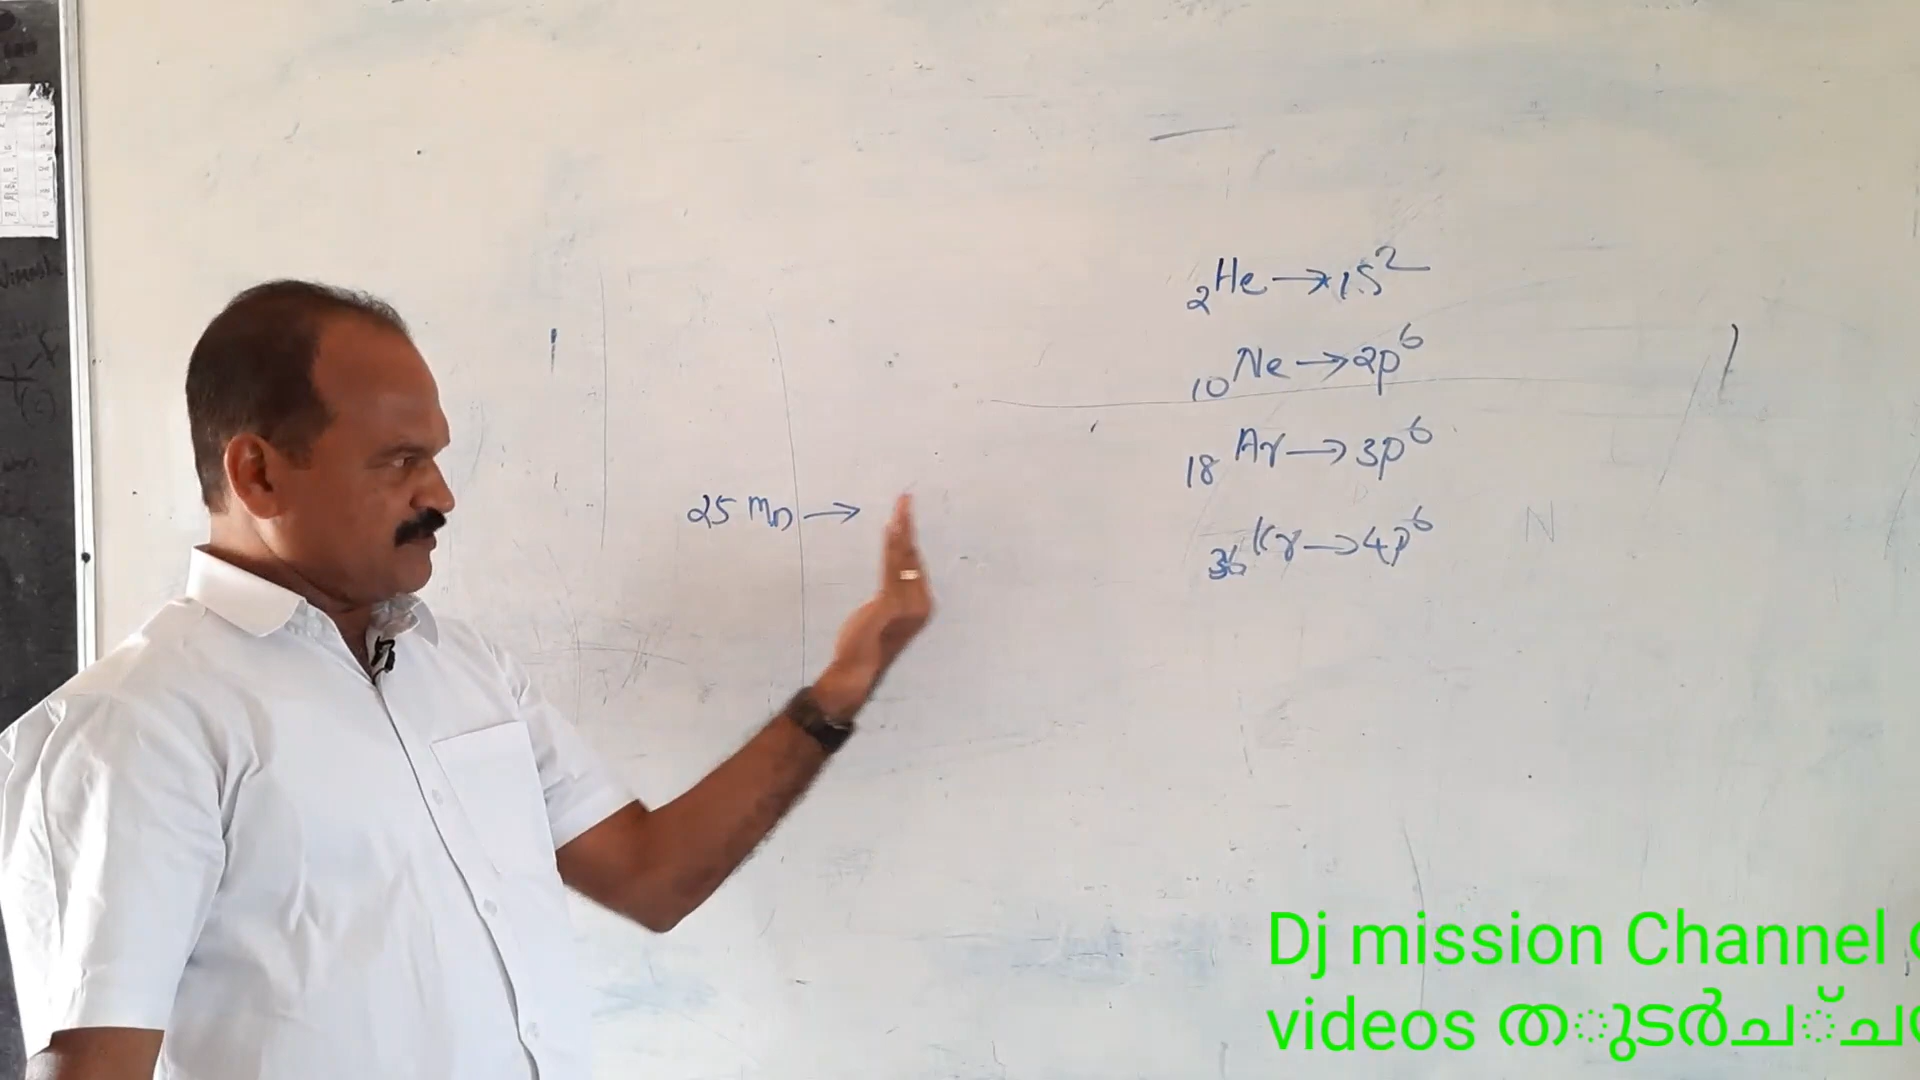 ₂He → 1s²
₁₀Ne → 2p⁶
₁₈Ar → 3p⁶
25 Mn →
₃₆Kr → 4p⁶
N
Dj mission Channel
videos തുടർച്ച